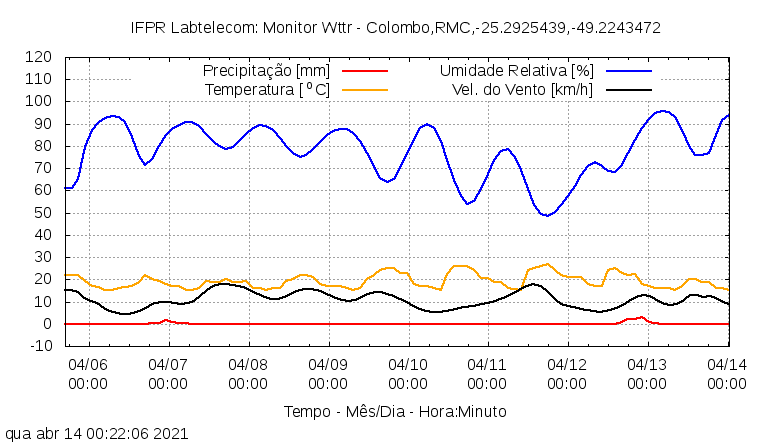 IFPR Labtelecom: Monitor Wttr - Colombo,RMC,-25.2925439,-49.2243472
120
110
100
90
80
70
60
50
40
30
20
10
0
-10
Precipitação [mm]
Temperatura [⁰C]
Umidade Relativa [%]
Vel. do Vento [km/h]
04/06 04/07 04/08 04/09 04/10 04/11 04/12 04/13 04/14
00:00 00:00 00:00 00:00 00:00 00:00 00:00 00:00 00:00
Tempo - Mês/Dia - Hora:Minuto
qua abr 14 00:22:06 2021